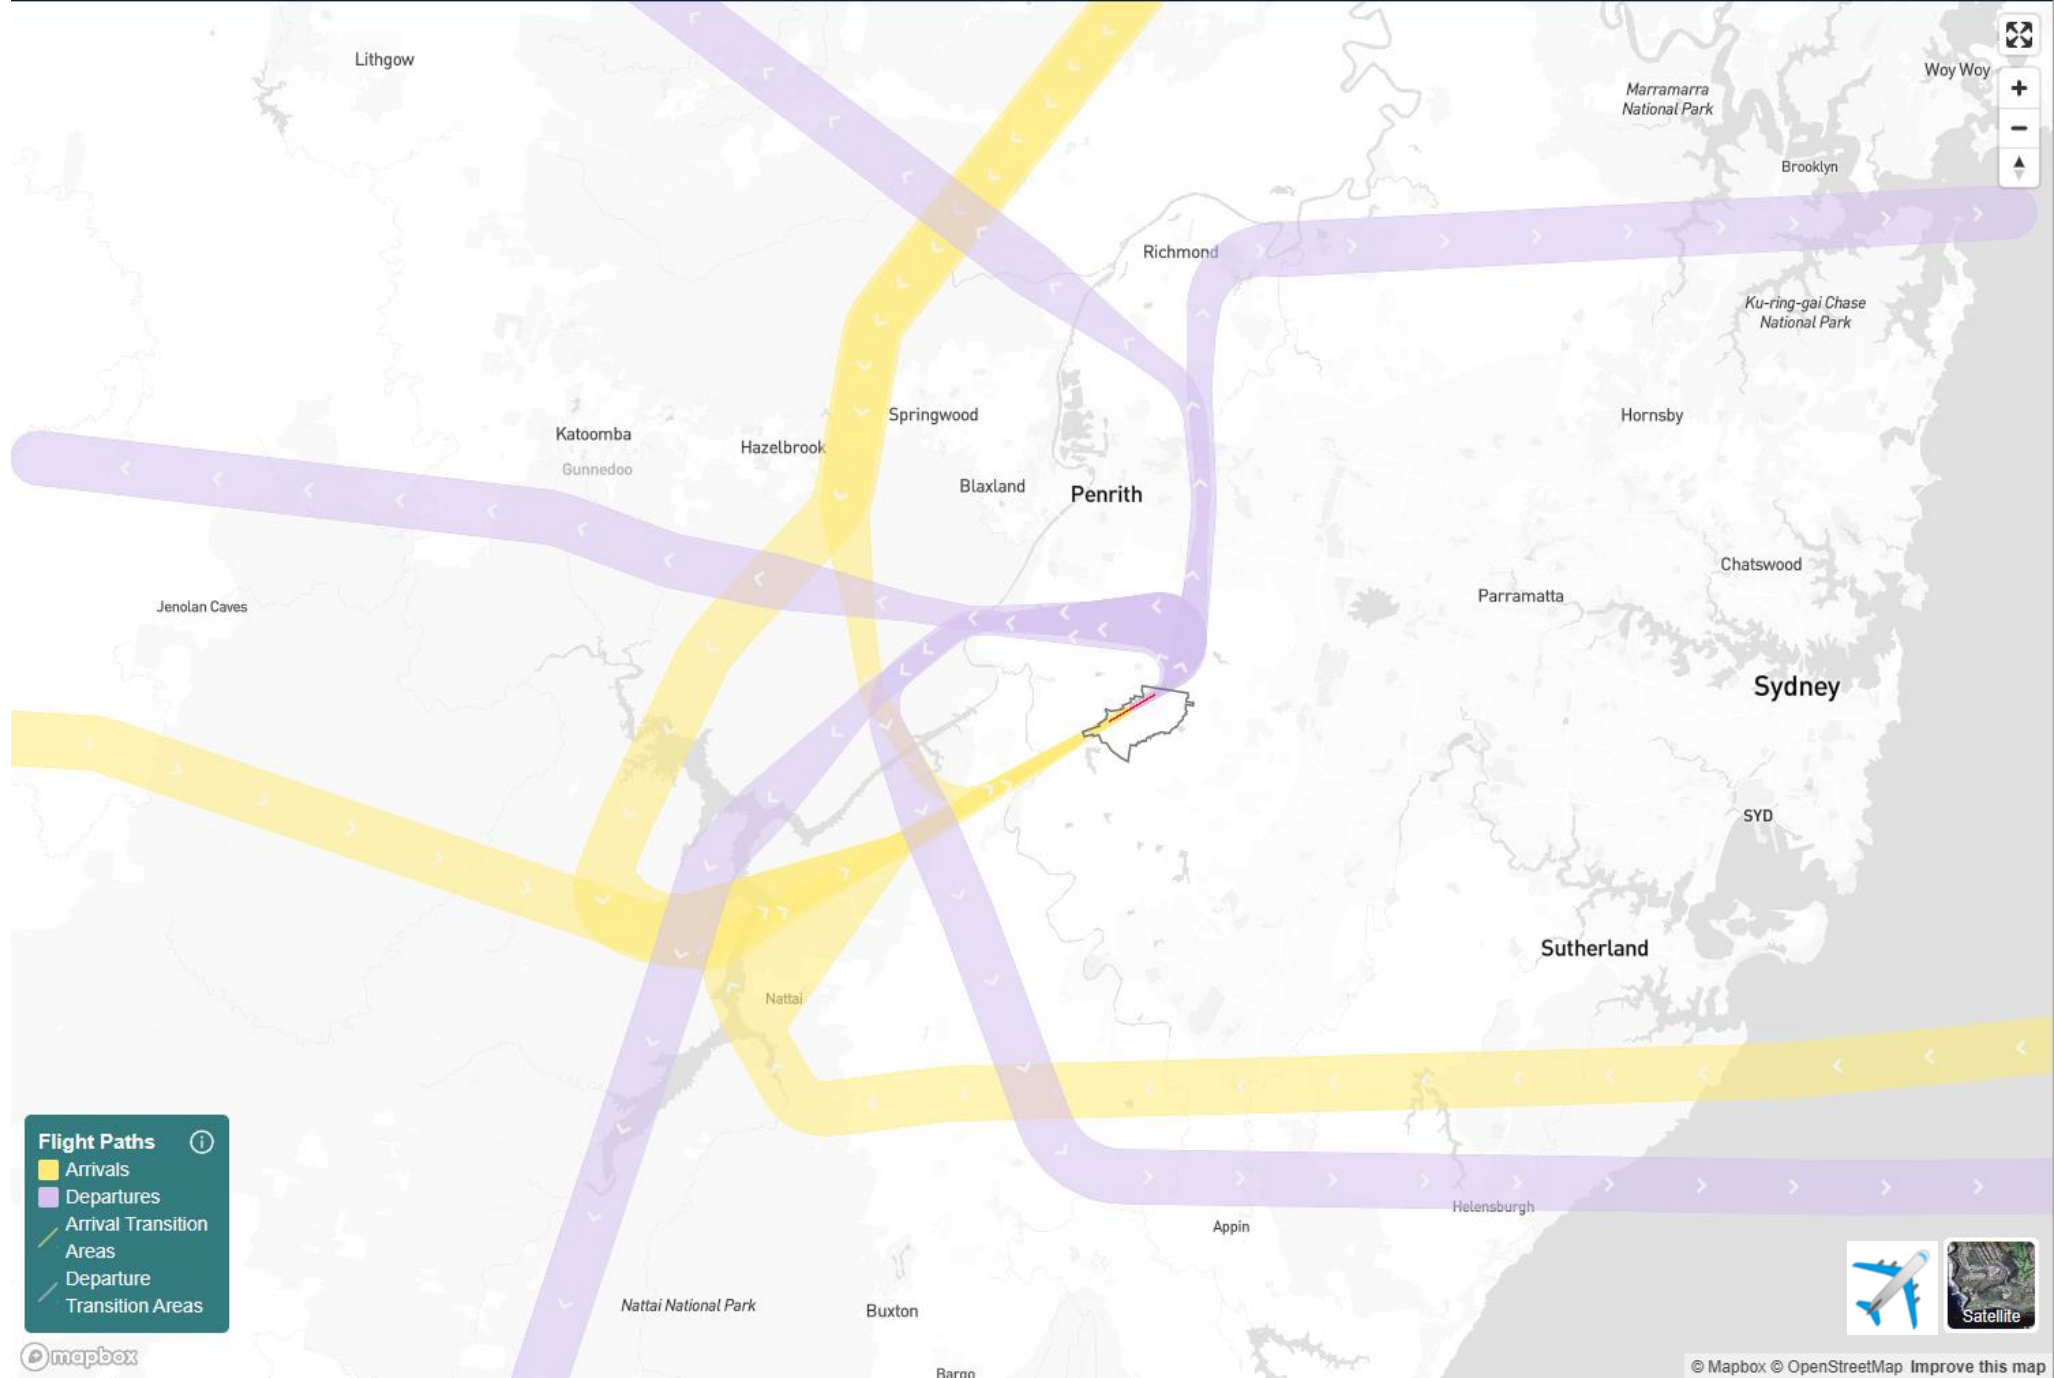 Lithgow
Woy Woy
Marramarra
National Park
Brooklyn
Richmond
Ku-ring-gai Chase
National Park
Springwood
Hornsby
Katoomba
Hazelbrook
Gunnedoo
Blaxland
Penrith
Chatswood
Parramatta
Jenolan Caves
Sydney
SYD
Sutherland
Nattai
Flight Paths
Arrivals
Departures
Arrival Transition
Areas
Departure
Transition Areas
Helensburgh
Appin
Nattai National Park
Buxton
Satellite
mapbox
Bargo
© Mapbox © OpenStreetMap Improve this map